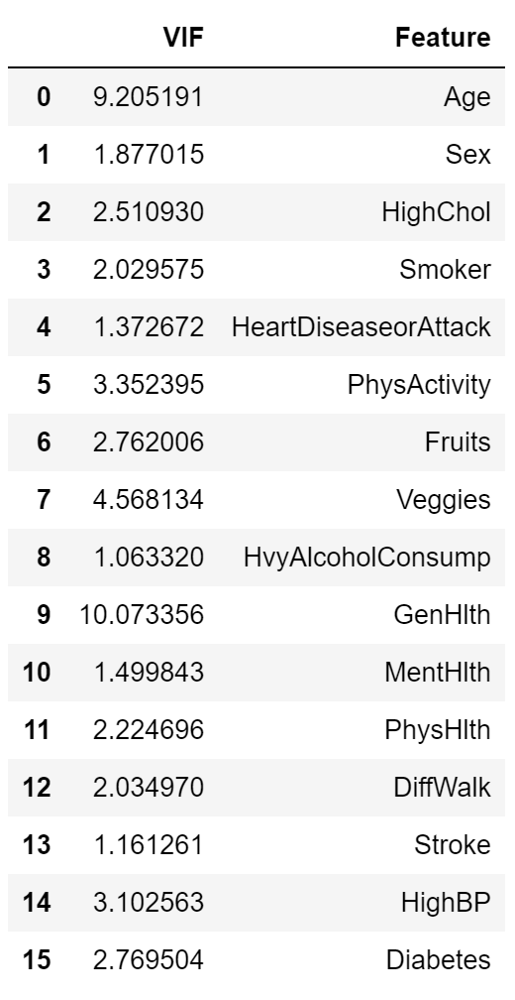 VIF Feature
0 9.205191 Age
1 1.877015 Sex
2 2.510930 HighChol
3 2.029575 Smoker
4 1.372672 HeartDiseaseorAttack
5 3.352395 PhysActivity
6 2.762006 Fruits
7 4.568134 Veggies
8 1.063320 HvyAlcoholConsump
9 10.073356 GenHlth
10 1.499843 MentHlth
11 2.224696 PhysHlth
12 2.034970 DiffWalk
13 1.161261 Stroke
14 3.102563 HighBP
15 2.769504 Diabetes